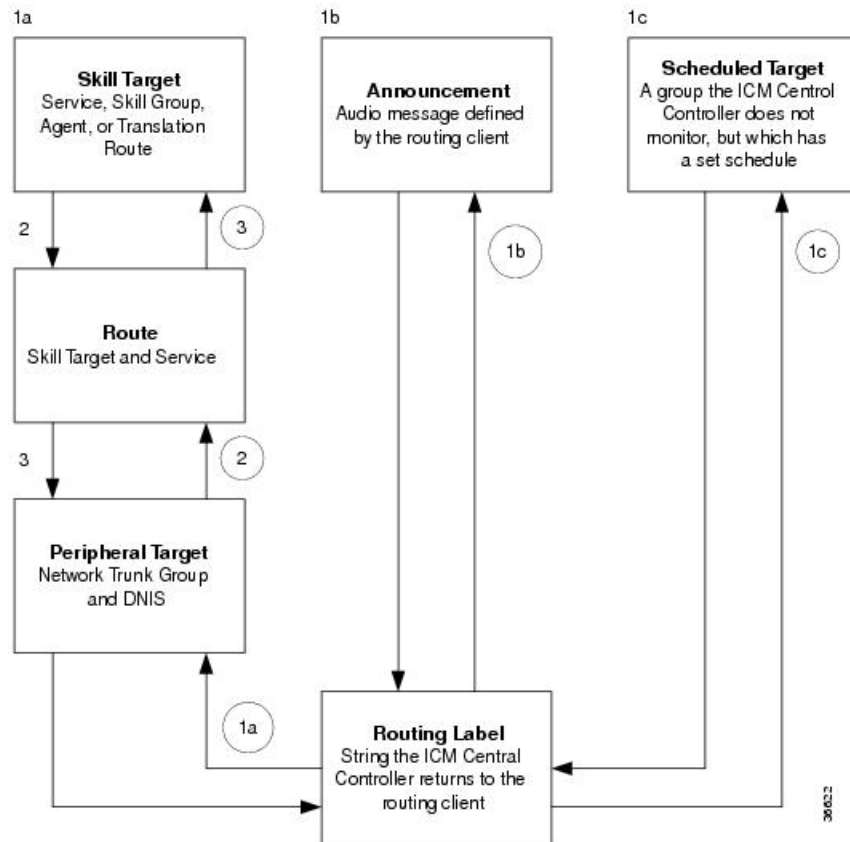 1a
1b
1c
Skill Target
Service, Skill Group,
Agent, or Translation
Route
Announcement
Audio message defined
by the routing client
Scheduled Target
A group the ICM Central
Controller does not
monitor, but which has
a set schedule
2
3
1b
1c
Route
Skill Target and Service
3
2
Peripheral Target
Network Trunk Group
and DNIS
1a
Routing Label
String the ICM Central
Controller returns to the
routing client
36622